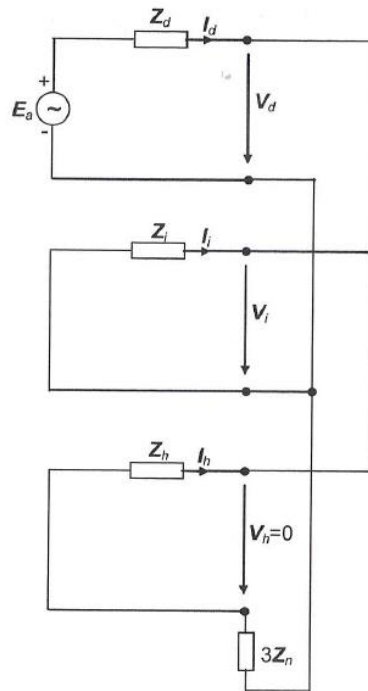 Z_d I_d
+
E_a ~ V_d
-
Z_i I_i
V_i
Z_h I_h
V_h=0
3Z_n